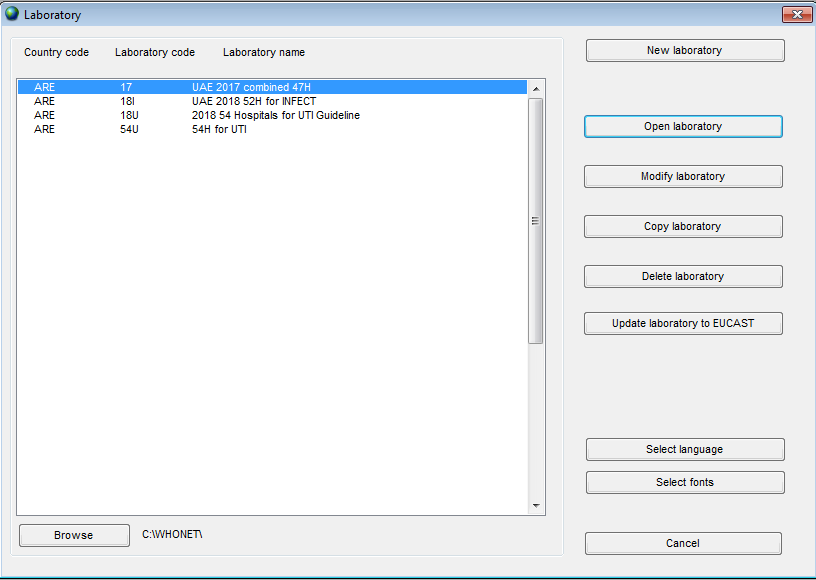 Laboratory
Country code Laboratory code Laboratory name
ARE 17 UAE 2017 combined 47H
ARE 18I UAE 2018 52H for INFECT
ARE 18U 2018 54 Hospitals for UTI Guideline
ARE 54U 54H for UTI
Browse C:\WHONET\
New laboratory
Open laboratory
Modify laboratory
Copy laboratory
Delete laboratory
Update laboratory to EUCAST
Select language
Select fonts
Cancel